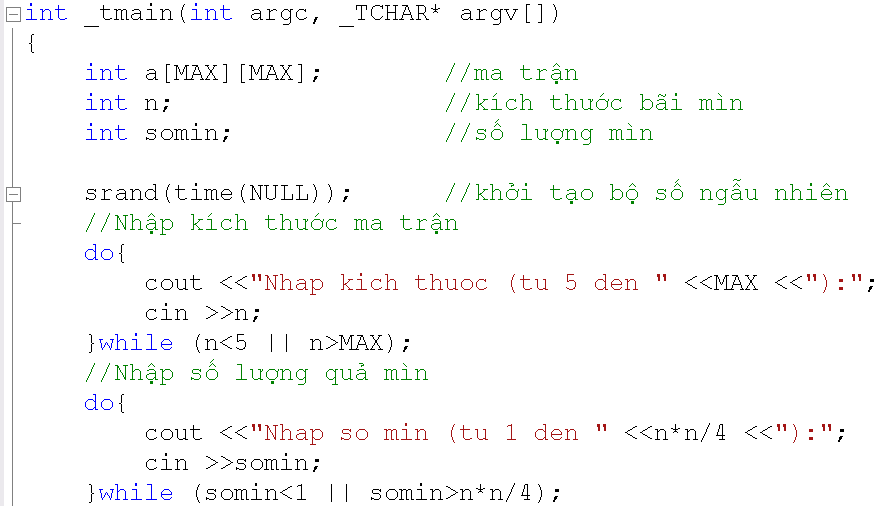 int _tmain(int argc, _TCHAR* argv[])
{
    int a[MAX][MAX];        //ma trận
    int n;                  //kích thước bãi mìn
    int somin;              //số lượng mìn

    srand(time(NULL));      //khởi tạo bộ số ngẫu nhiên
    //Nhập kích thước ma trận
    do{
        cout <<"Nhap kich thuoc (tu 5 den " <<MAX <<"):";
        cin >>n;
    }while (n<5 || n>MAX);
    //Nhập số lượng quả mìn
    do{
        cout <<"Nhap so min (tu 1 den " <<n*n/4 <<"):";
        cin >>somin;
    }while (somin<1 || somin>n*n/4);